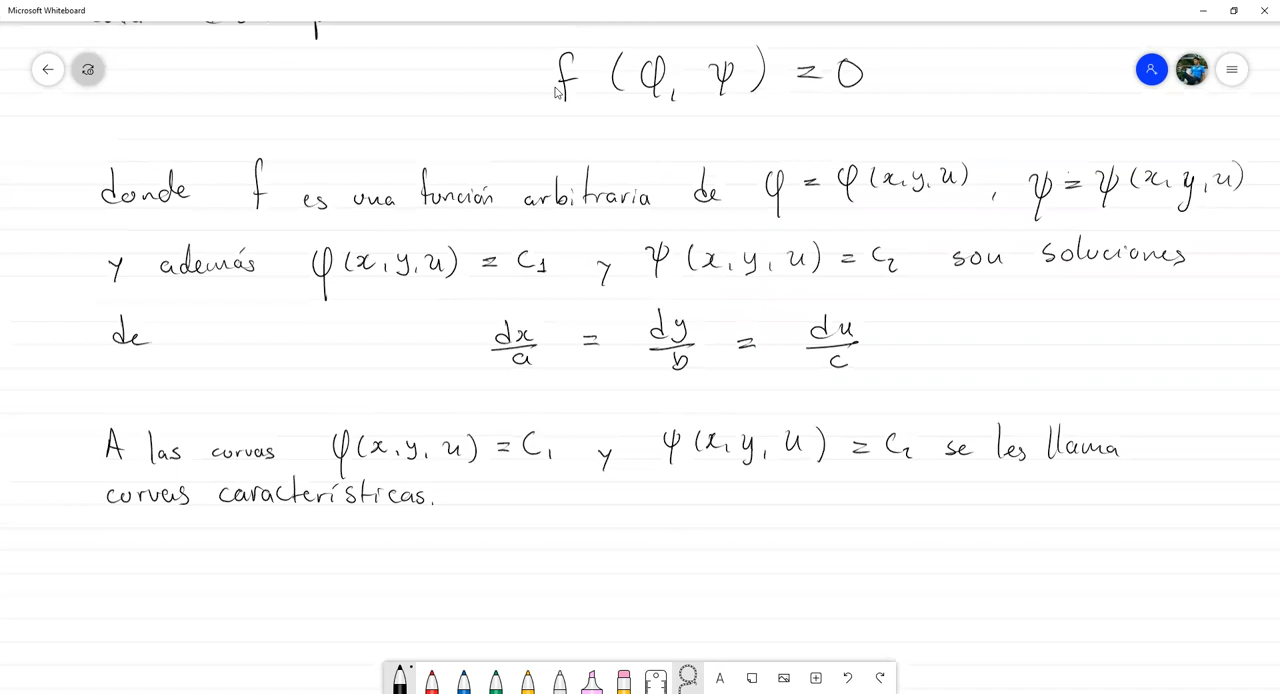 Microsoft Whiteboard
f (φ, ψ) = 0
donde f es una función arbitraria de φ = φ(x,y,u), ψ = ψ(x,y,u)
y además φ(x,y,u) = C1 y ψ(x,y,u) = C2 son soluciones
de dx/a = dy/b = du/c
A las curvas φ(x,y,u) = C1 y ψ(x,y,u) = C2 se les llama
curvas características.
A